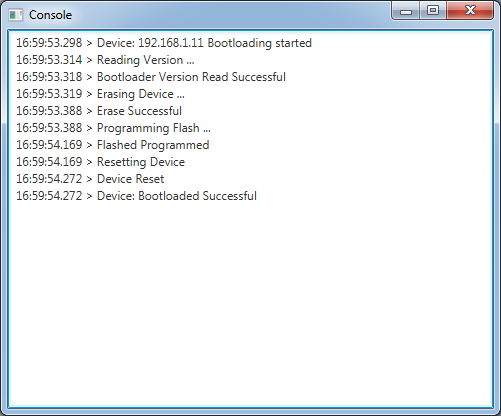 Console
16:59:53.298 > Device: 192.168.1.11 Bootloading started
16:59:53.314 > Reading Version ...
16:59:53.318 > Bootloader Version Read Successful
16:59:53.319 > Erasing Device ...
16:59:53.388 > Erase Successful
16:59:53.388 > Programming Flash ...
16:59:54.169 > Flashed Programmed
16:59:54.169 > Resetting Device
16:59:54.272 > Device Reset
16:59:54.272 > Device: Bootloaded Successful